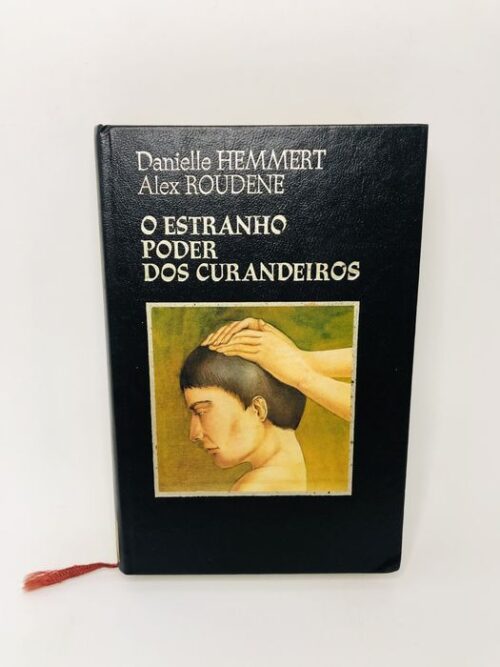 Danielle HEMMERT
Alex ROUDENE
O ESTRANHO
PODER
DOS CURANDEIROS